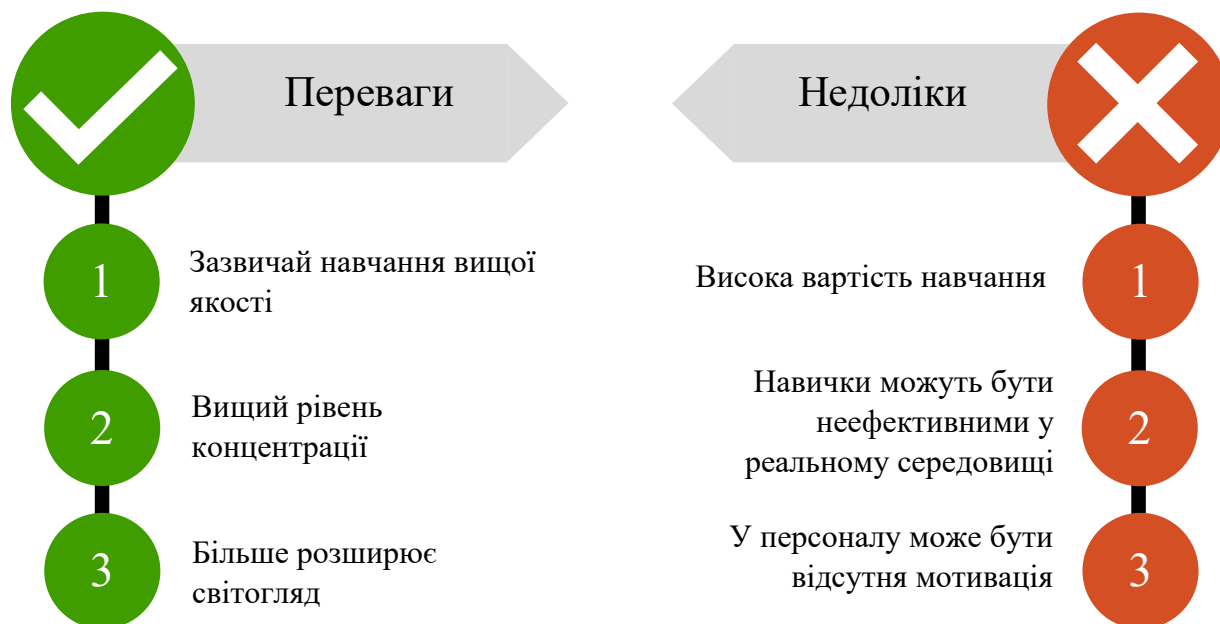 Переваги
1
Зазвичай навчання вищої
якості
2
Вищий рівень
концентрації
3
Більше розширює
світогляд
Недоліки
Висока вартість навчання
1
Навички можуть бути
неефективними у
реальному середовищі
2
У персоналу може бути
відсутня мотивація
3